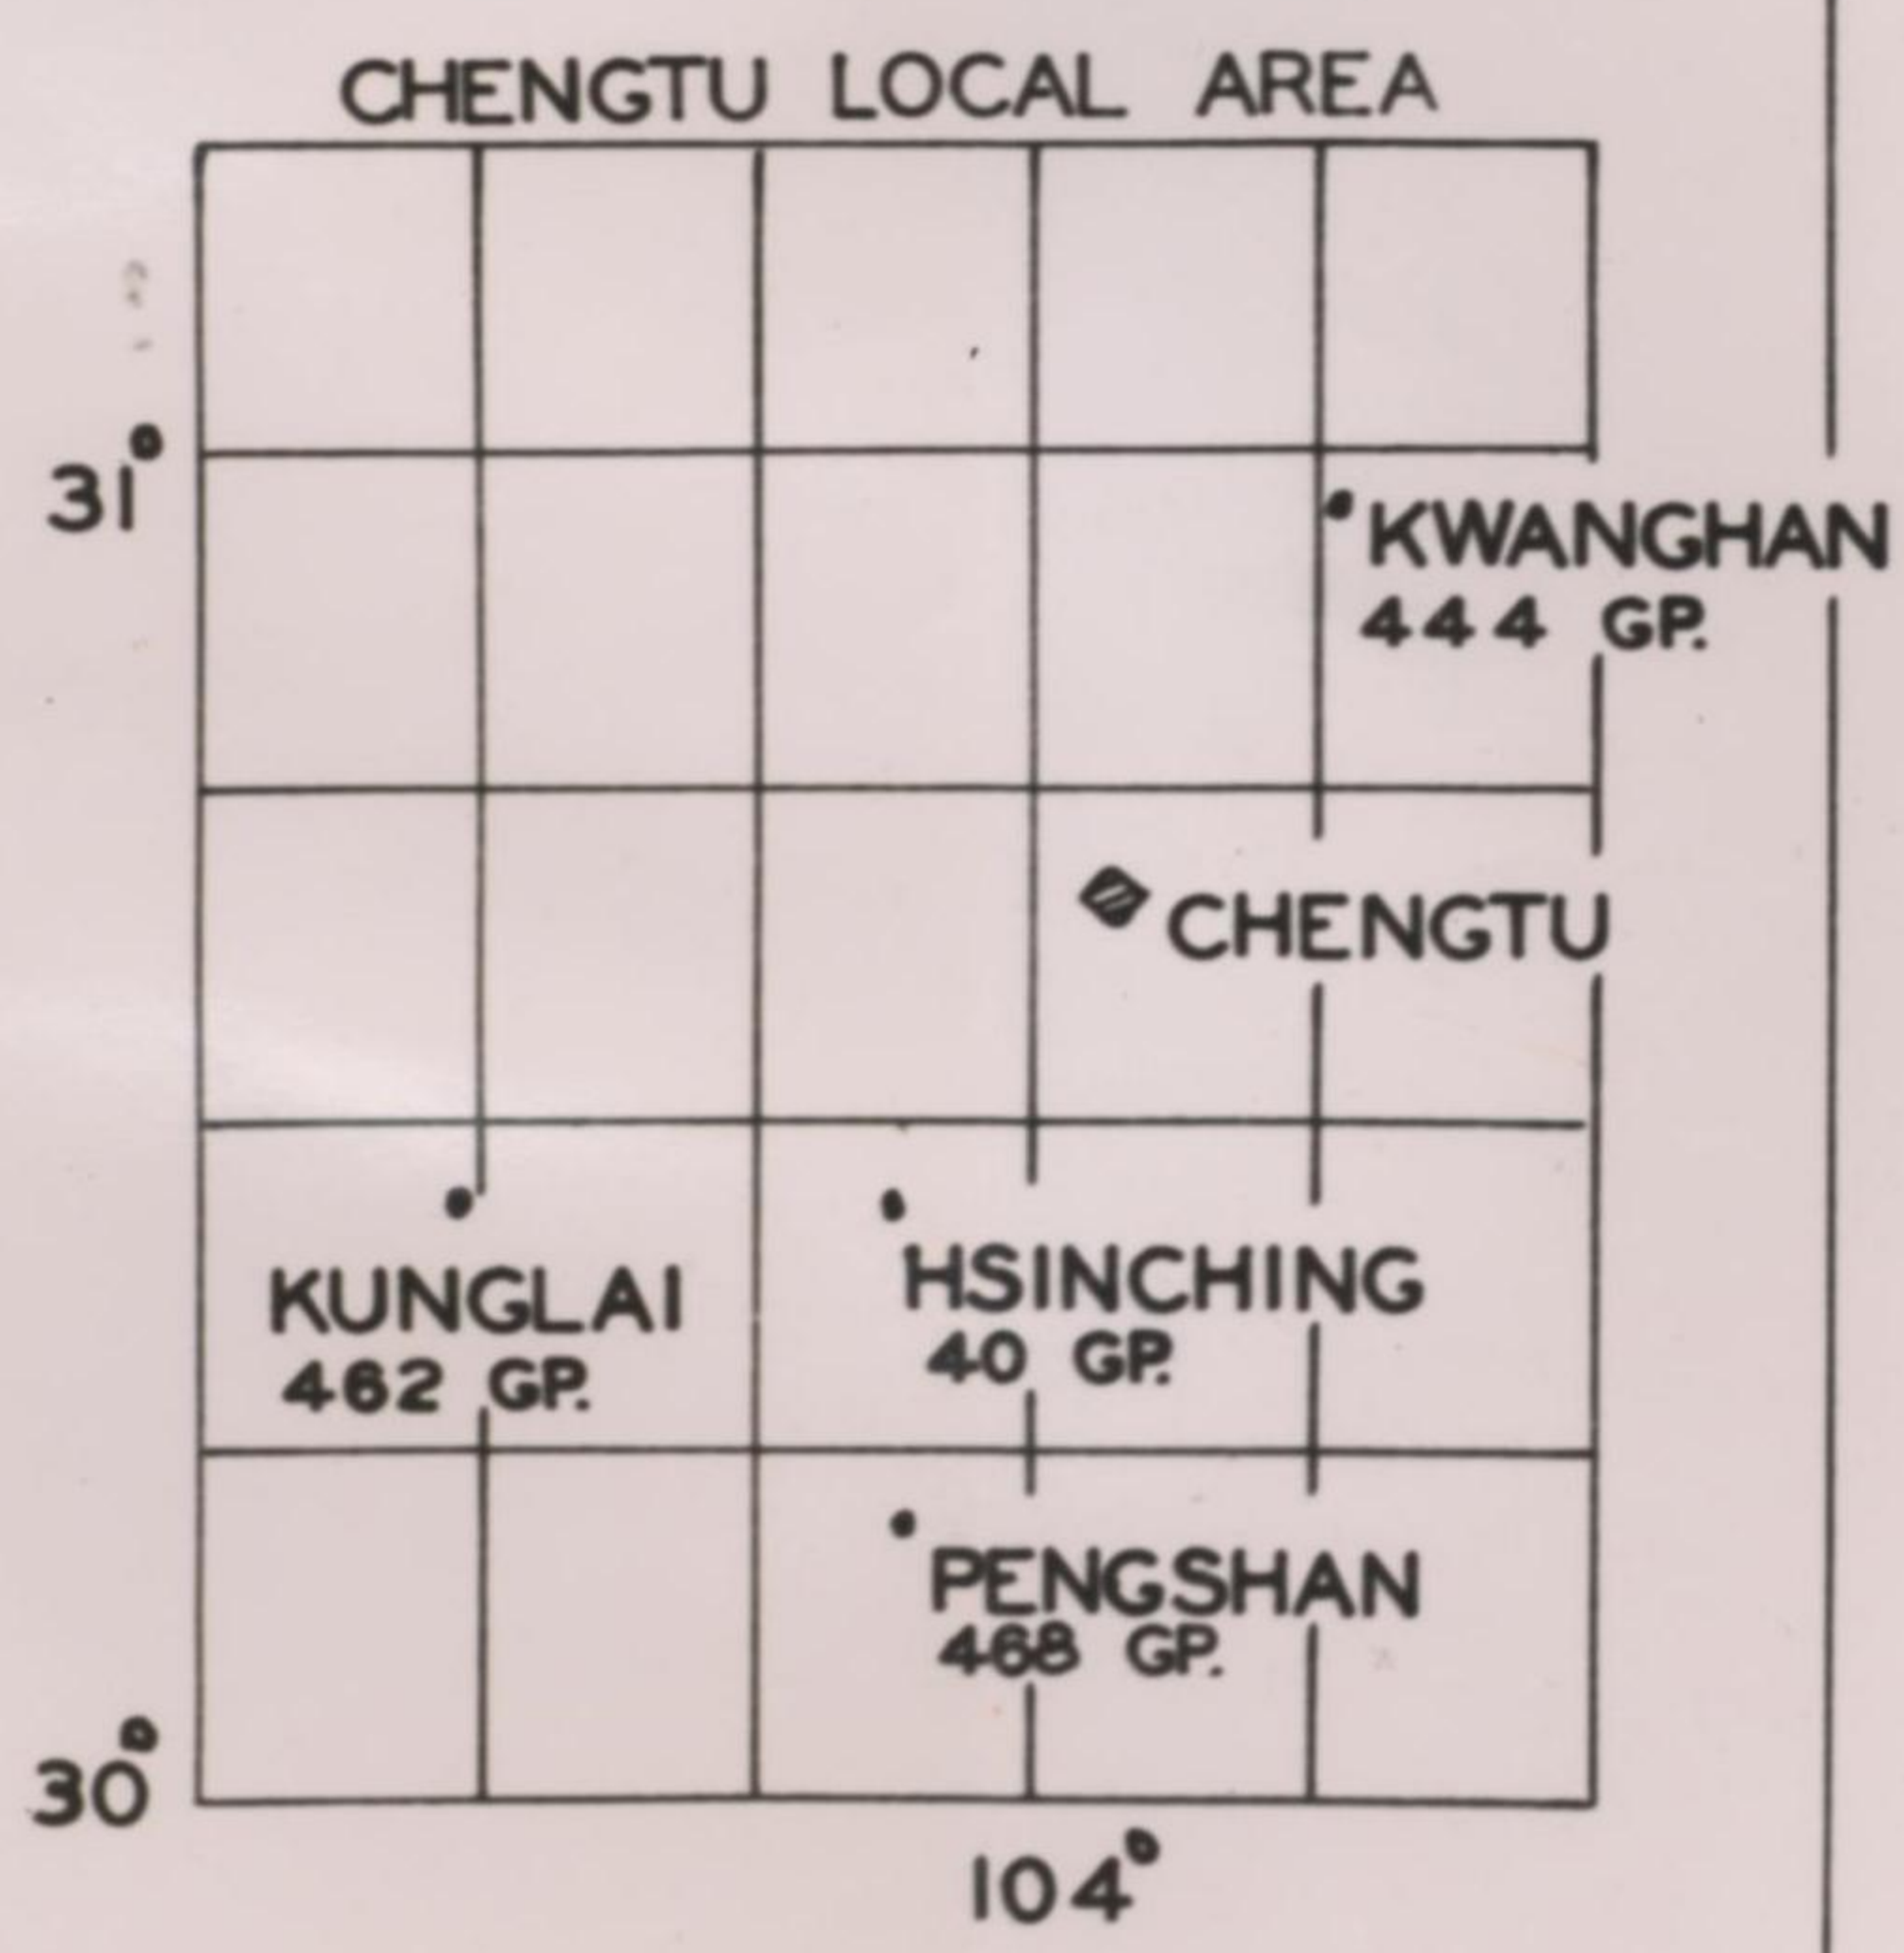 CHENGTU LOCAL AREA
31°
KWANGHAN
444 GP.
CHENGTU
KUNGLAI
462 GP.
HSINCHING
40 GP.
PENGSHAN
468 GP.
30°
104°